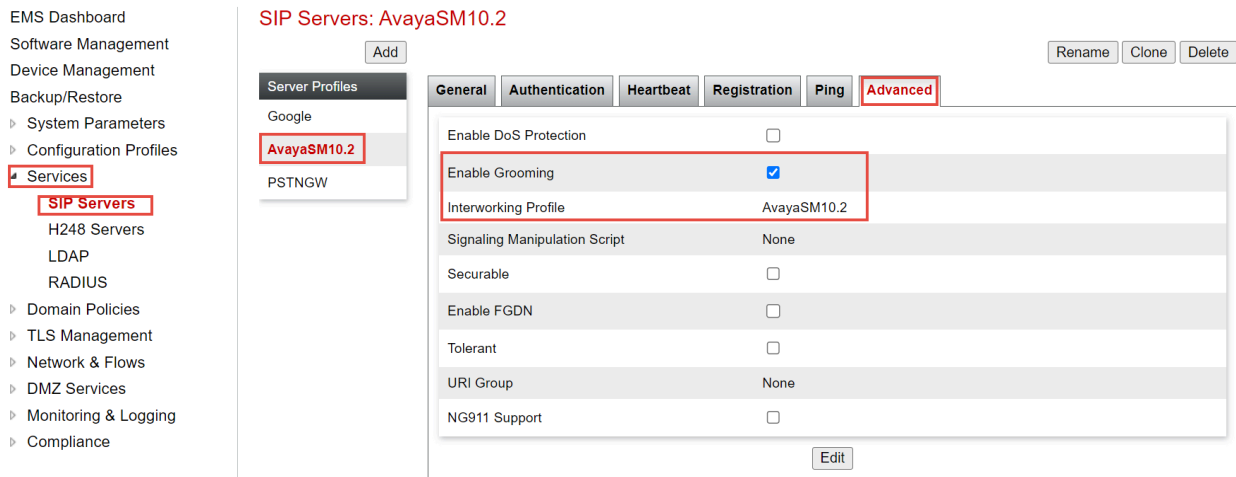 EMS Dashboard
Software Management
Device Management
Backup/Restore
System Parameters
Configuration Profiles
Services
SIP Servers
H248 Servers
LDAP
RADIUS
Domain Policies
TLS Management
Network & Flows
DMZ Services
Monitoring & Logging
Compliance
SIP Servers: AvayaSM10.2
Add
Rename Clone Delete
Server Profiles
Google
AvayaSM10.2
PSTNGW
General Authentication Heartbeat Registration Ping Advanced
Enable DoS Protection
Enable Grooming
Interworking Profile AvayaSM10.2
Signaling Manipulation Script None
Securable
Enable FGDN
Tolerant
URI Group None
NG911 Support
Edit